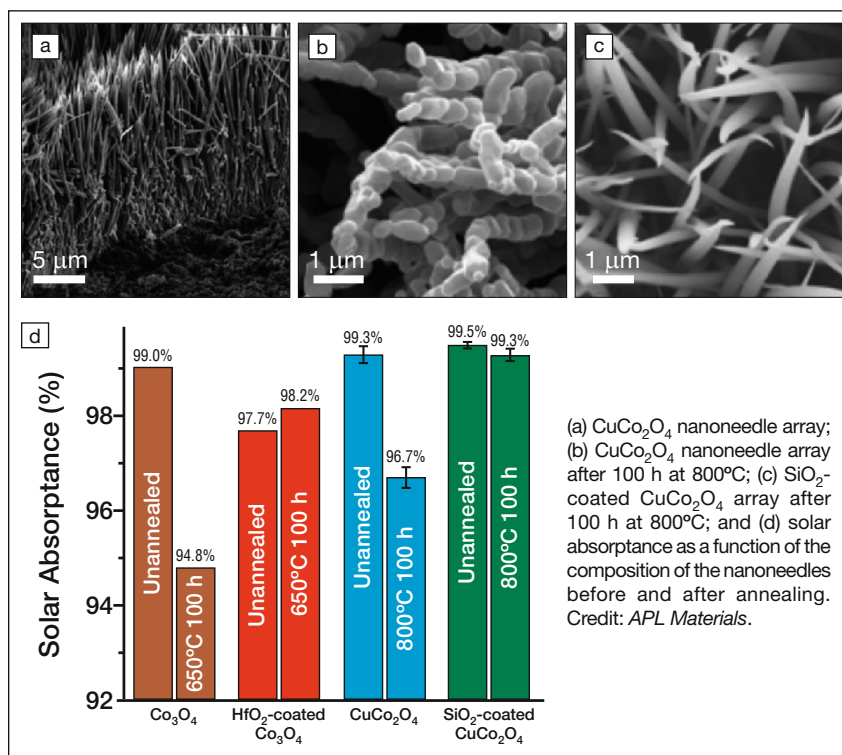 a
b
c
5 μm
1 μm
1 μm
d
Solar Absorptance (%)
98
96
94
92
99.0%
94.8%
97.7%
98.2%
99.3%
96.7%
99.5%
99.3%
Unannealed
650ºC 100 h
Unannealed
650ºC 100 h
Unannealed
800ºC 100 h
Unannealed
800ºC 100 h
Co₃O₄
HfO₂-coated
Co₃O₄
CuCo₂O₄
SiO₂-coated
CuCo₂O₄
(a) CuCo₂O₄ nanoneedle array;
(b) CuCo₂O₄ nanoneedle array
after 100 h at 800ºC; (c) SiO₂-
coated CuCo₂O₄ array after
100 h at 800ºC; and (d) solar
absorptance as a function of the
composition of the nanoneedles
before and after annealing.
Credit: APL Materials.